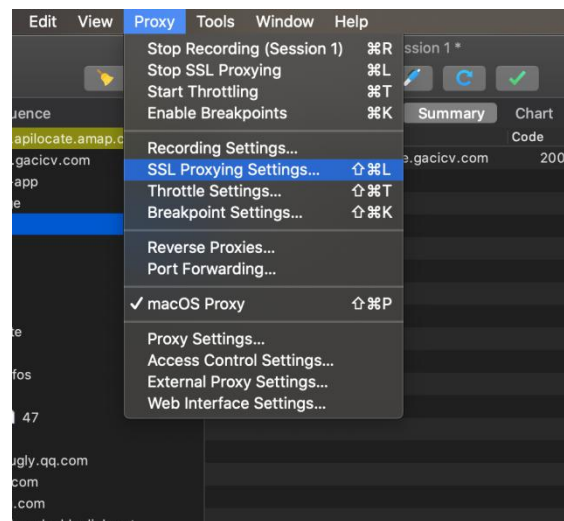 Edit View Proxy Tools Window Help
Stop Recording (Session 1) ⌘R
ssion 1 *
Stop SSL Proxying ⌘L
Start Throttling ⌘T
Enable Breakpoints ⌘K
uence
Summary Chart
apilocate.amap.c
Code
Recording Settings...
.gacicv.com
e.gacicv.com 200
SSL Proxying Settings... ⇧⌘L
-app
Throttle Settings... ⇧⌘T
e
Breakpoint Settings... ⇧⌘K
Reverse Proxies...
Port Forwarding...
✓ macOS Proxy ⇧⌘P
te
Proxy Settings...
Access Control Settings...
fos
External Proxy Settings...
Web Interface Settings...
47
ugly.qq.com
com
.com